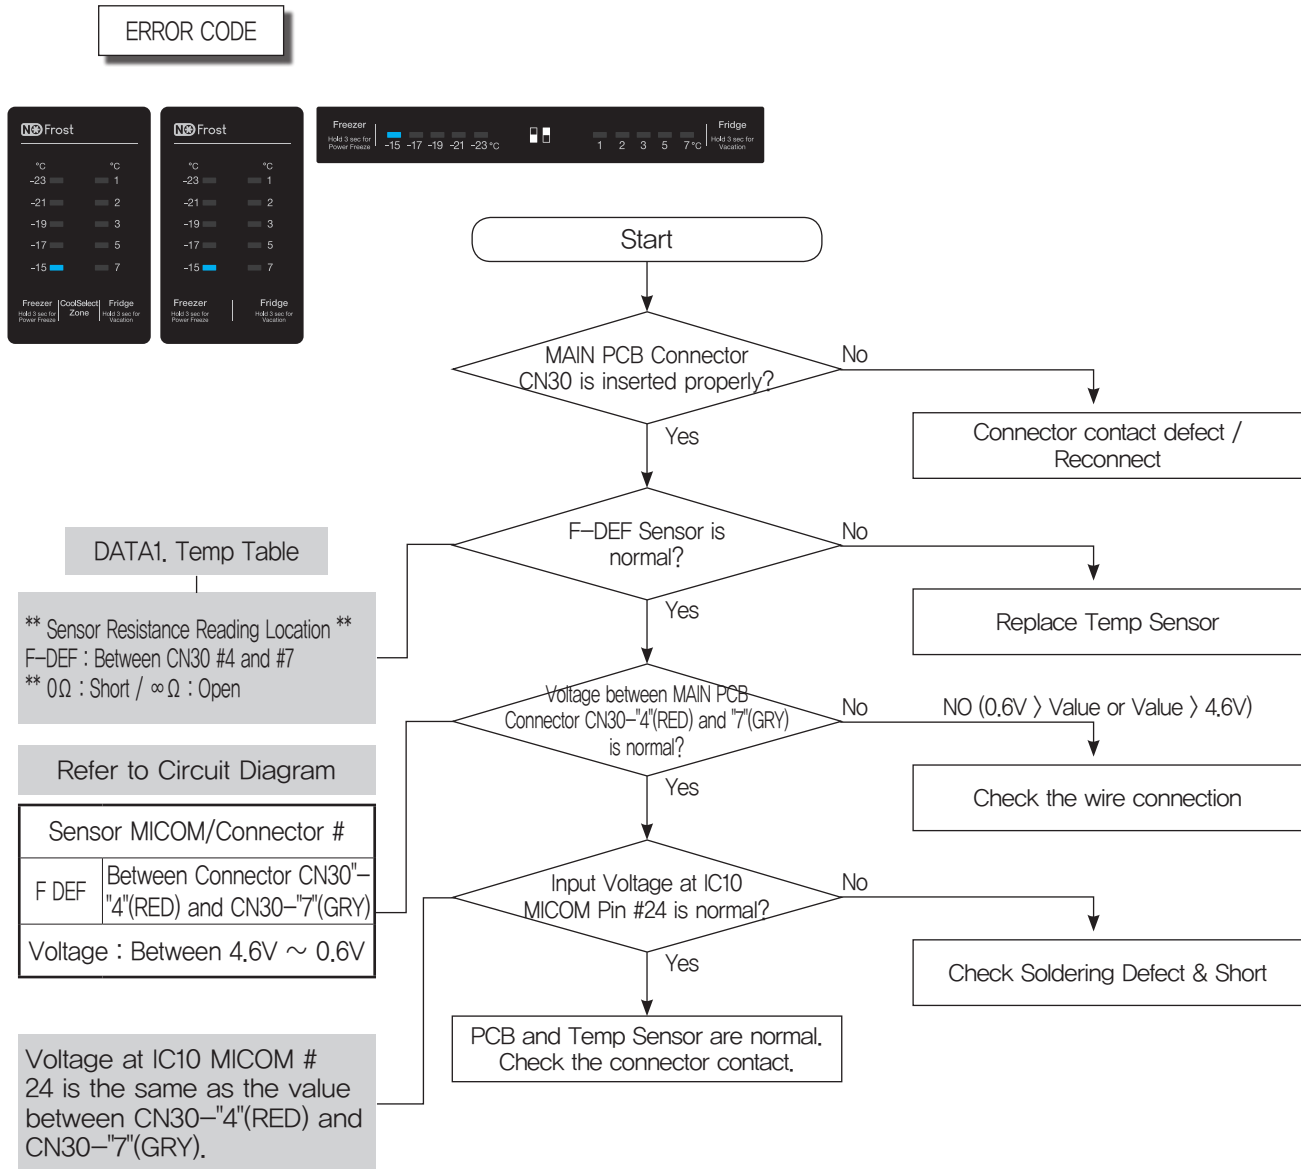 ERROR CODE
NO Frost
°C °C
-23 1
-21 2
-19 3
-17 5
-15 7
Freezer CoolSelect Fridge
Hold 3 sec for Zone Hold 3 sec for
Power Freeze Vacation
NO Frost
°C °C
-23 1
-21 2
-19 3
-17 5
-15 7
Freezer Fridge
Hold 3 sec for Hold 3 sec for
Power Freeze Vacation
Freezer Fridge
Hold 3 sec for Hold 3 sec for
Power Freeze -15 -17 -19 -21 -23 °C 1 2 3 5 7 °C Vacation
Start
MAIN PCB Connector
CN30 is inserted properly?
No
Yes
Connector contact defect /
Reconnect
F-DEF Sensor is
normal?
No
Yes
Replace Temp Sensor
DATA1. Temp Table
** Sensor Resistance Reading Location **
F-DEF : Between CN30 #4 and #7
** 0Ω : Short / ∞Ω : Open
Voltage between MAIN PCB
Connector CN30-"4"(RED) and "7"(GRY)
is normal?
No
NO (0.6V > Value or Value > 4.6V)
Yes
Check the wire connection
Refer to Circuit Diagram
Sensor MICOM/Connector #
F DEF
Between Connector CN30"-
"4"(RED) and CN30-"7"(GRY)
Voltage : Between 4.6V ~ 0.6V
Input Voltage at IC10
MICOM Pin #24 is normal?
No
Yes
Check Soldering Defect & Short
PCB and Temp Sensor are normal.
Check the connector contact.
Voltage at IC10 MICOM #
24 is the same as the value
between CN30-"4"(RED) and
CN30-"7"(GRY).